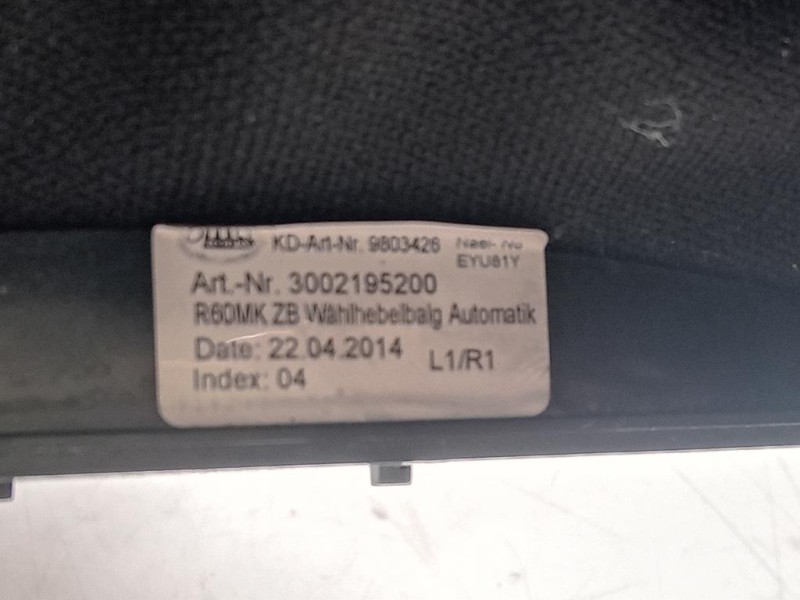 KD-Art-Nr. 9803426
EYU81Y
Art.-Nr. 3002195200
R60MK ZB Wählhebelbalg Automatik
Date: 22.04.2014
L1/R1
Index: 04